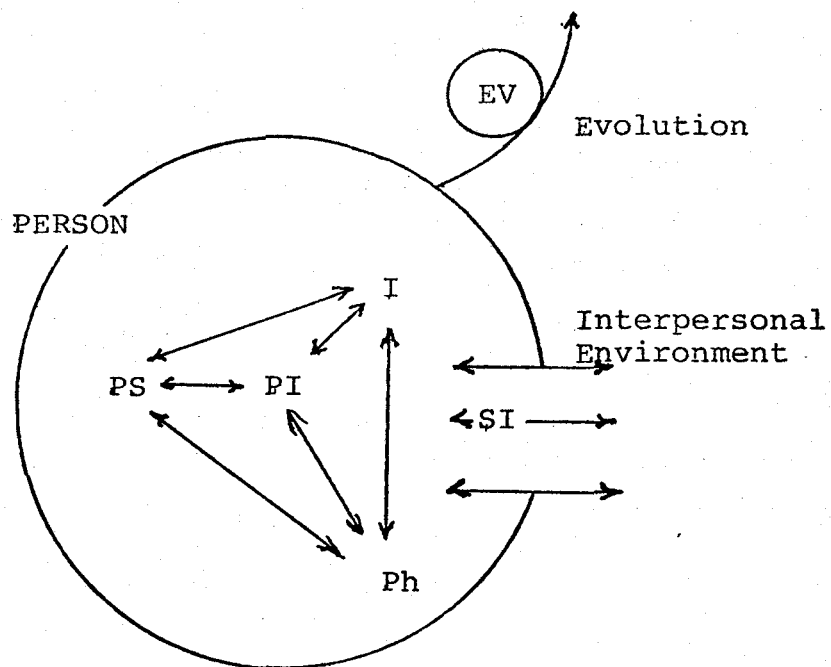 EV
Evolution
PERSON
I
Interpersonal
Environment
PS
PI
SI
Ph